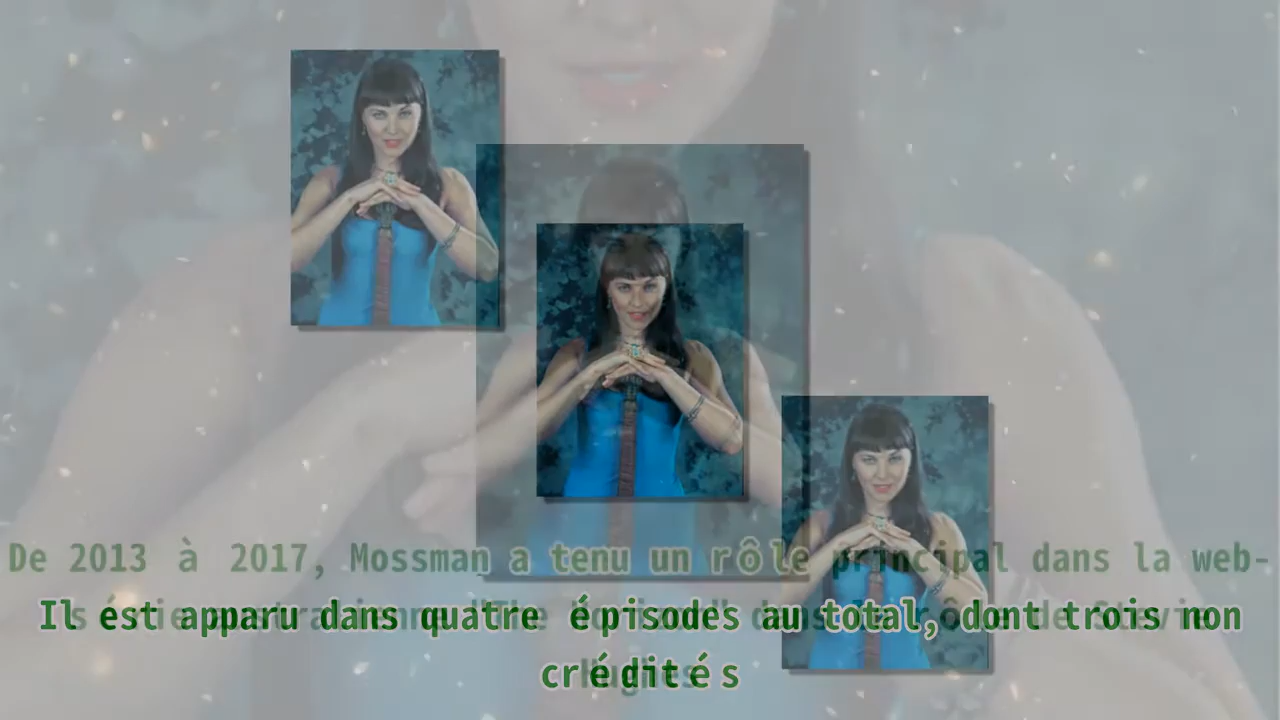 De 2013 à 2017, Mossman a tenu un rôle principal dans la web-
Il est apparu dans quatre épisodes au total, dont trois non
crédités